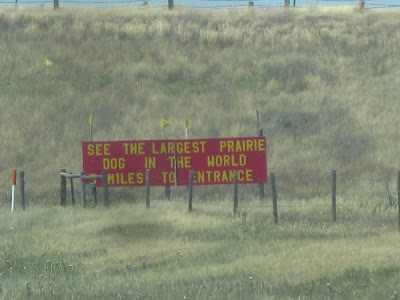 SEE THE LARGEST PRAIRIE
DOG IN THE WORLD
MILES TO ENTRANCE